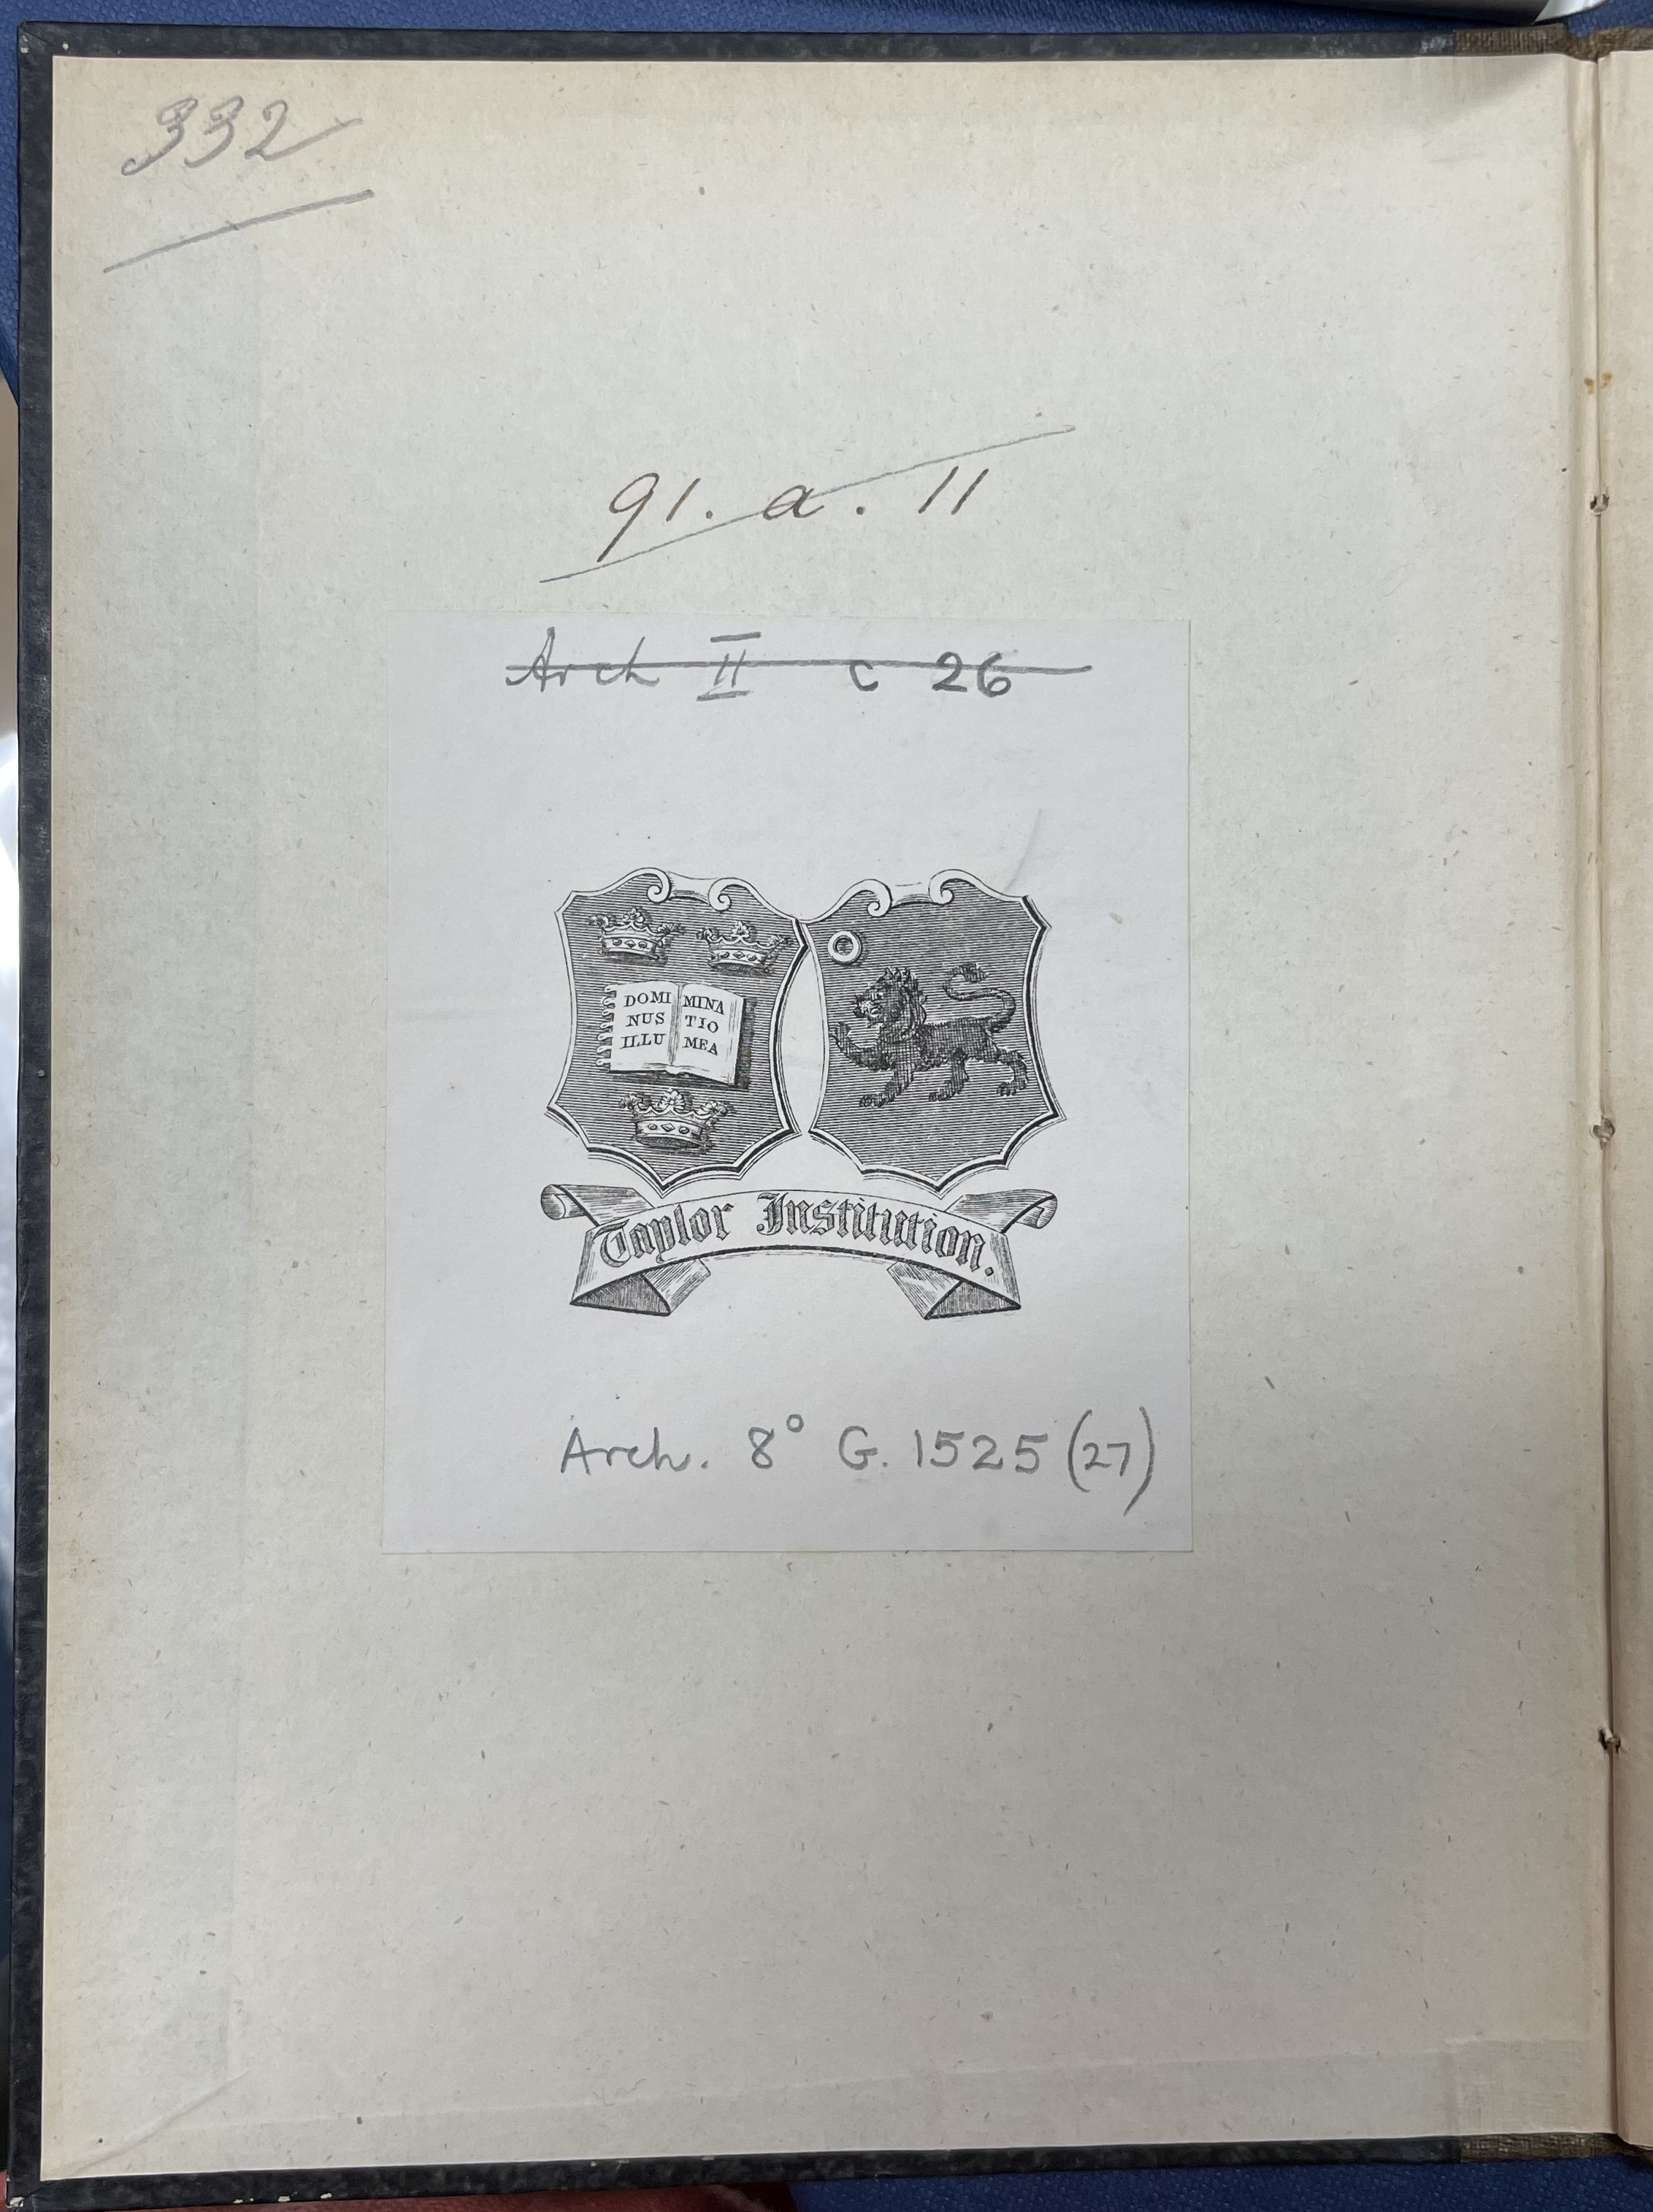 332
91. a. 11
Arch II c 26
DOMI MINA
NUS TIO
ILLU MEA
Taylor Institution.
Arch. 8° G. 1525 (27)